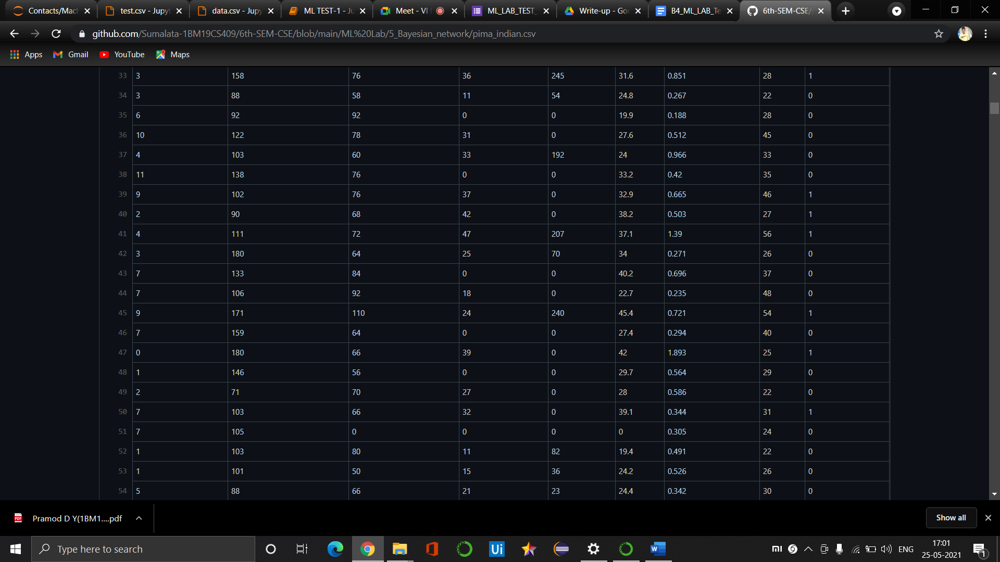 Contacts/Mach test.csv - Jupyt data.csv - Jupy ML TEST-1 - Ju Meet - VI ML_LAB_TEST_ Write-up - Goo B4_ML_LAB_Te 6th-SEM-CSE/
github.com/Sumalata-1BM19CS409/6th-SEM-CSE/blob/main/ML%20Lab/5_Bayesian_network/pima_indian.csv
Apps Gmail YouTube Maps
33 3 158 76 36 245 31.6 0.851 28 1
34 3 88 58 11 54 24.8 0.267 22 0
35 6 92 92 0 0 19.9 0.188 28 0
36 10 122 78 31 0 27.6 0.512 45 0
37 4 103 60 33 192 24 0.966 33 0
38 11 138 76 0 0 33.2 0.42 35 0
39 9 102 76 37 0 32.9 0.665 46 1
40 2 90 68 42 0 38.2 0.503 27 1
41 4 111 72 47 207 37.1 1.39 56 1
42 3 180 64 25 70 34 0.271 26 0
43 7 133 84 0 0 40.2 0.696 37 0
44 7 106 92 18 0 22.7 0.235 48 0
45 9 171 110 24 240 45.4 0.721 54 1
46 7 159 64 0 0 27.4 0.294 40 0
47 0 180 66 39 0 42 1.893 25 1
48 1 146 56 0 0 29.7 0.564 29 0
49 2 71 70 27 0 28 0.586 22 0
50 7 103 66 32 0 39.1 0.344 31 1
51 7 105 0 0 0 0 0.305 24 0
52 1 103 80 11 82 19.4 0.491 22 0
53 1 101 50 15 36 24.2 0.526 26 0
54 5 88 66 21 23 24.4 0.342 30 0
PDF Pramod D Y(1BM1....pdf Show all
Type here to search Ui W mi ENG 17:01
25-05-2021 1